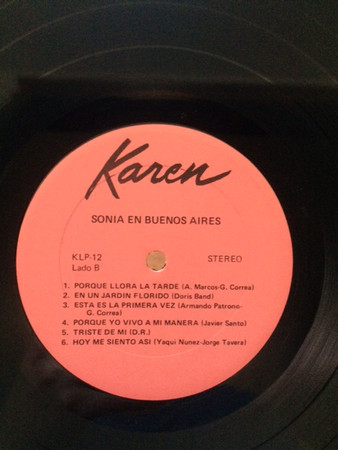 Karen
SONIA EN BUENOS AIRES
KLP-12 STEREO
Lado B
1. PORQUE LLORA LA TARDE (A. Marcos-G. Correa)
2. EN UN JARDIN FLORIDO (Doris Band)
3. ESTA ES LA PRIMERA VEZ (Armando Patrono-
G. Correa)
4. PORQUE YO VIVO A MI MANERA (Javier Santo)
5. TRISTE DE MI (D.R.)
6. HOY ME SIENTO ASI (Yaqui Nunez-Jorge Tavera)